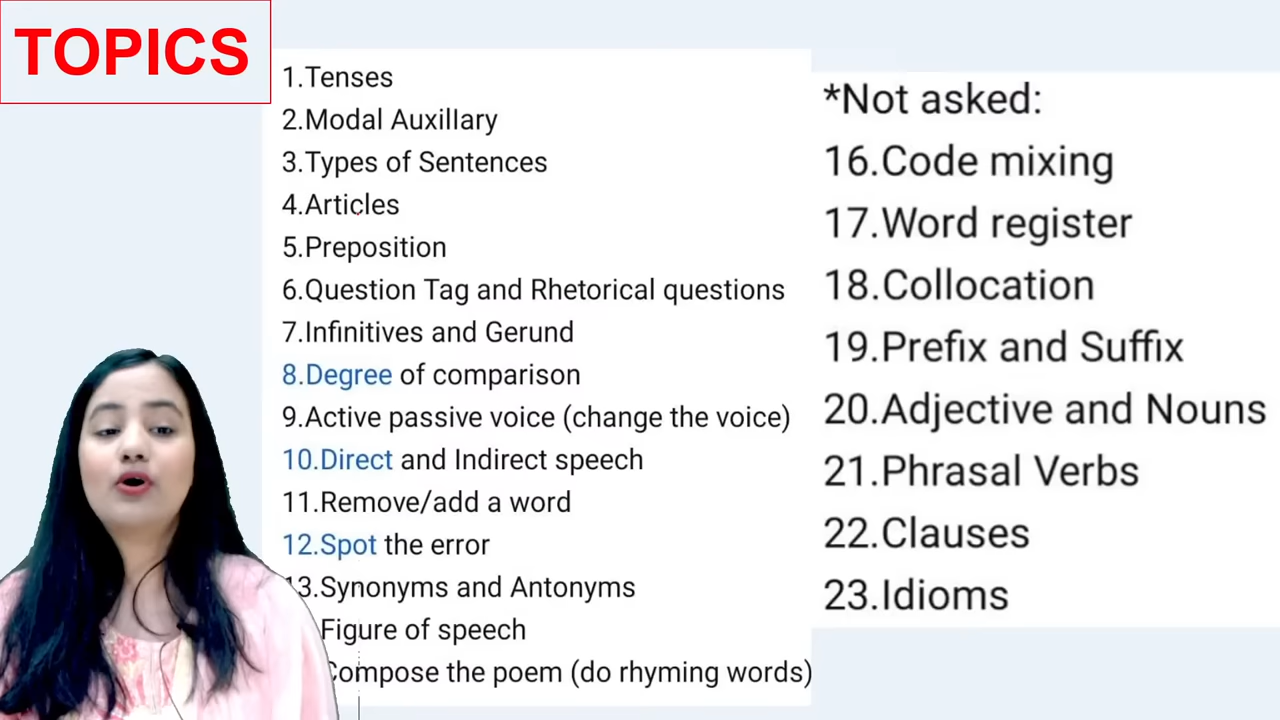 TOPICS
1.Tenses
2.Modal Auxillary
3.Types of Sentences
4.Articles
5.Preposition
6.Question Tag and Rhetorical questions
7.Infinitives and Gerund
8.Degree of comparison
9.Active passive voice (change the voice)
10.Direct and Indirect speech
11.Remove/add a word
12.Spot the error
13.Synonyms and Antonyms
Figure of speech
Compose the poem (do rhyming words)
*Not asked:
16.Code mixing
17.Word register
18.Collocation
19.Prefix and Suffix
20.Adjective and Nouns
21.Phrasal Verbs
22.Clauses
23.Idioms